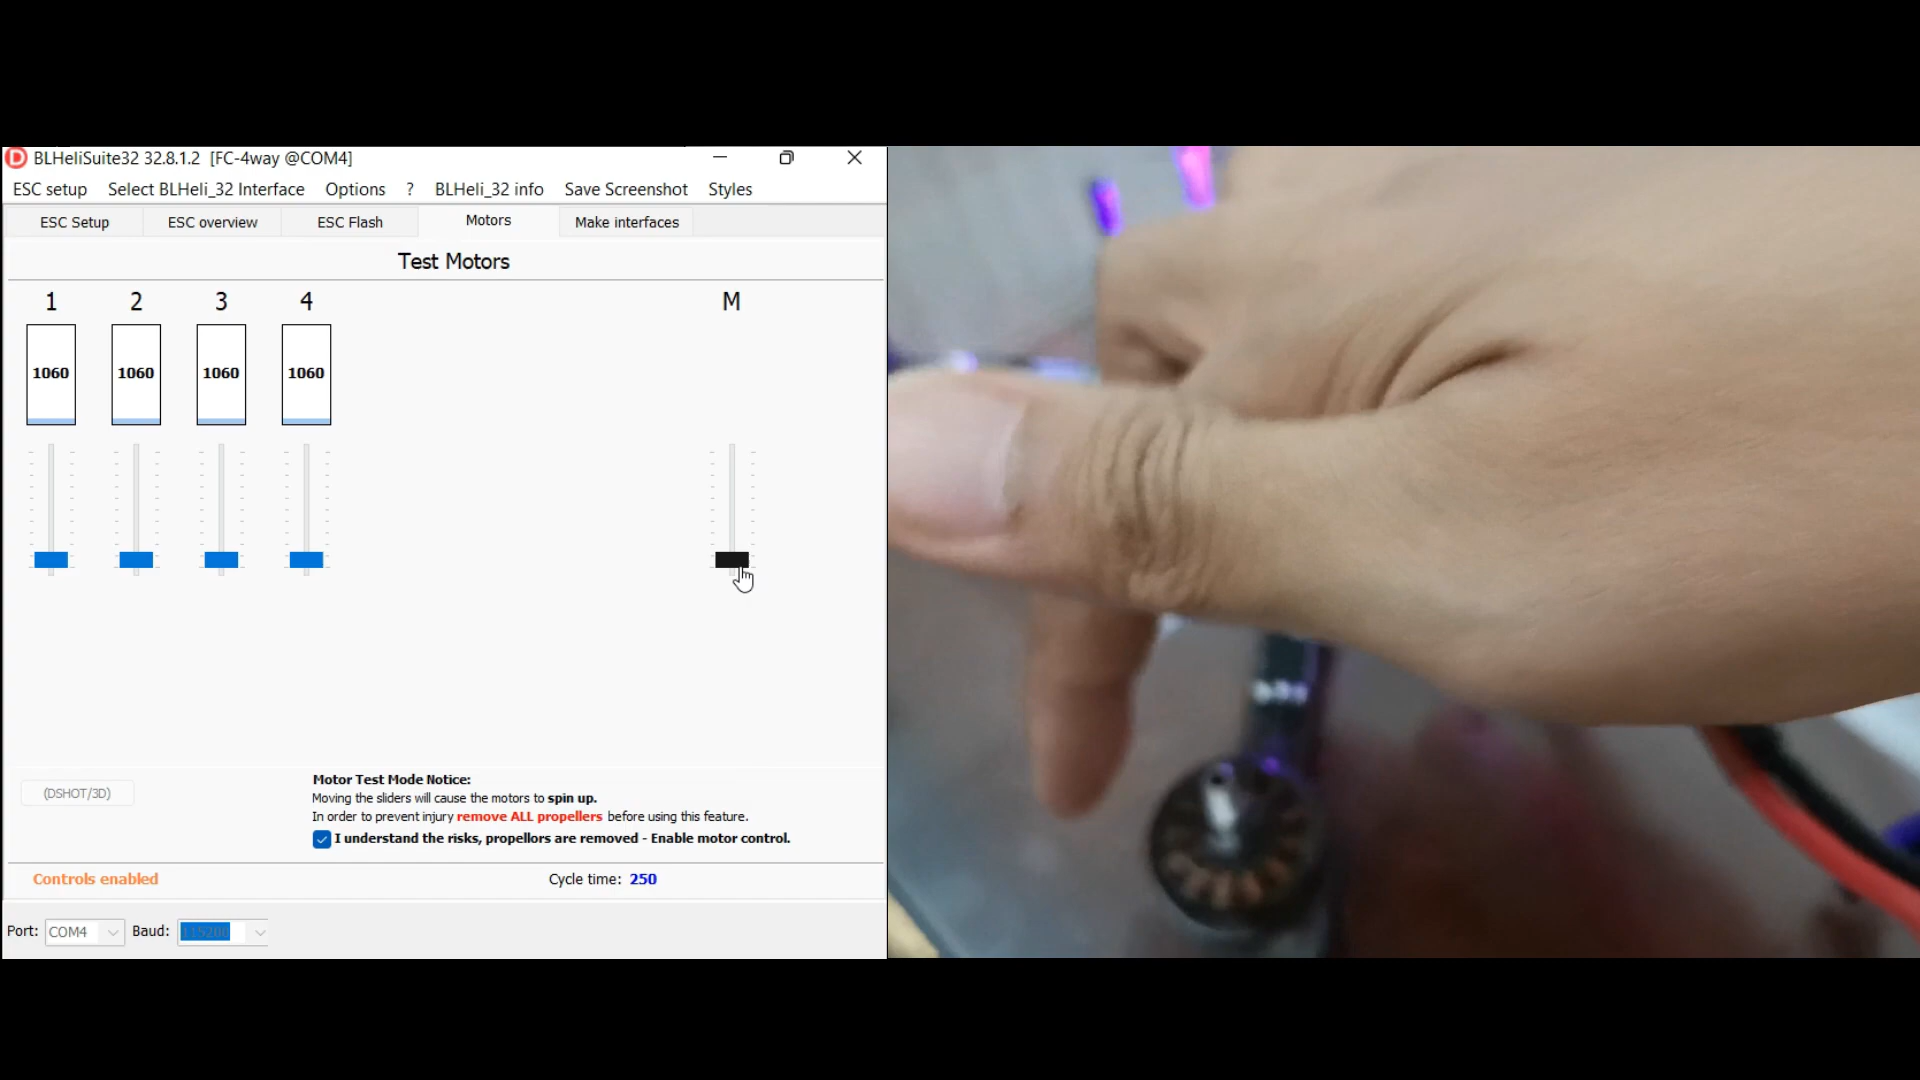 BLHeliSuite32 32.8.1.2 [FC-4way @COM4]
ESC setup Select BLHeli_32 Interface Options ? BLHeli_32 info Save Screenshot Styles
ESC Setup ESC overview ESC Flash Motors Make interfaces
Test Motors
1 2 3 4 M
1060 1060 1060 1060
Motor Test Mode Notice:
Moving the sliders will cause the motors to spin up.
In order to prevent injury remove ALL propellers before using this feature.
(DSHOT/3D)
I understand the risks, propellors are removed - Enable motor control.
Controls enabled Cycle time: 250
Port: COM4 Baud: 115200